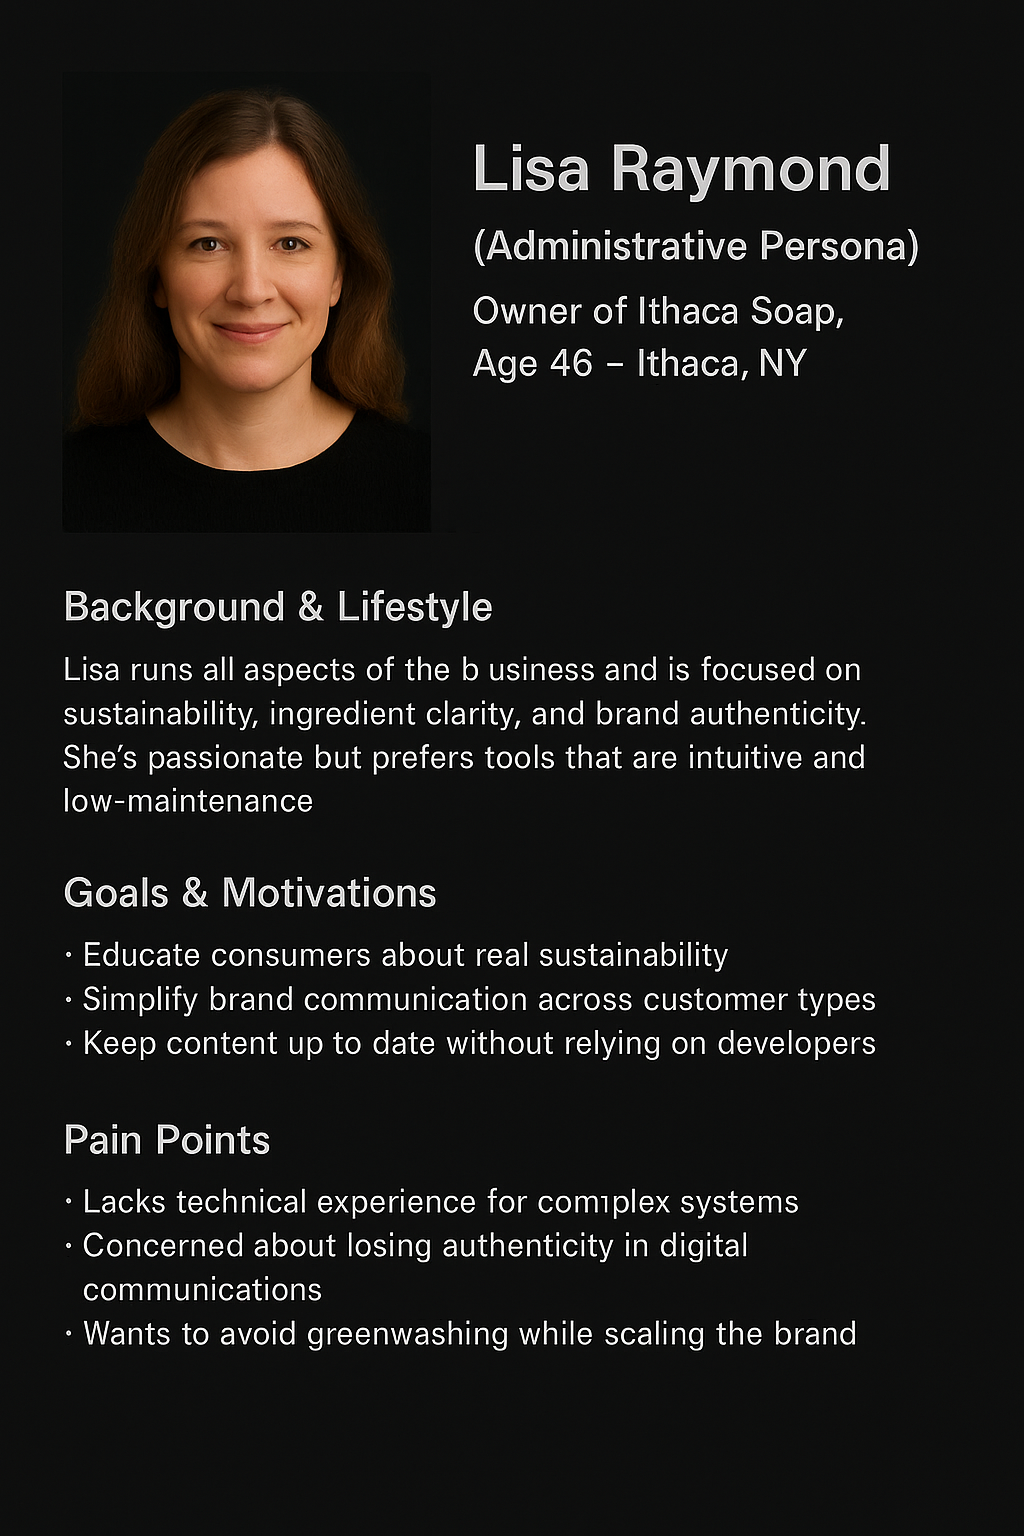 Lisa Raymond
(Administrative Persona)
Owner of Ithaca Soap,
Age 46 – Ithaca, NY
Background & Lifestyle
Lisa runs all aspects of the b usiness and is focused on
sustainability, ingredient clarity, and brand authenticity.
She’s passionate but prefers tools that are intuitive and
low-maintenance
Goals & Motivations
· Educate consumers about real sustainability
· Simplify brand communication across customer types
· Keep content up to date without relying on developers
Pain Points
· Lacks technical experience for complex systems
· Concerned about losing authenticity in digital
communications
· Wants to avoid greenwashing while scaling the brand